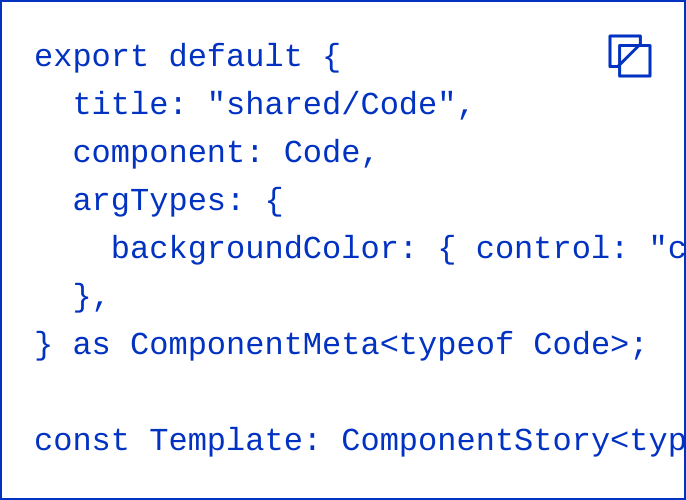 export default {
  title: "shared/Code",
  component: Code,
  argTypes: {
    backgroundColor: { control: "c
  },
} as ComponentMeta<typeof Code>;

const Template: ComponentStory<typ